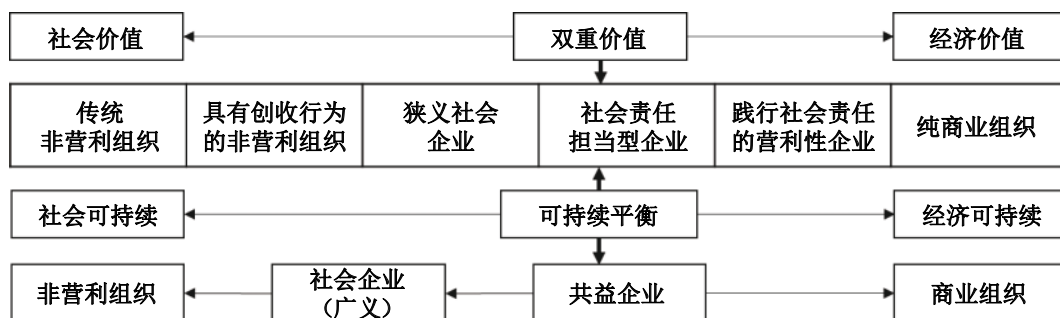 社会价值 双重价值 经济价值
传统 具有创收行为 狭义社会 社会责任 践行社会责任 纯商业组织
非营利组织 的非营利组织 企业 担当型企业 的营利性企业
社会可持续 可持续平衡 经济可持续
非营利组织 社会企业 共益企业 商业组织
（广义）